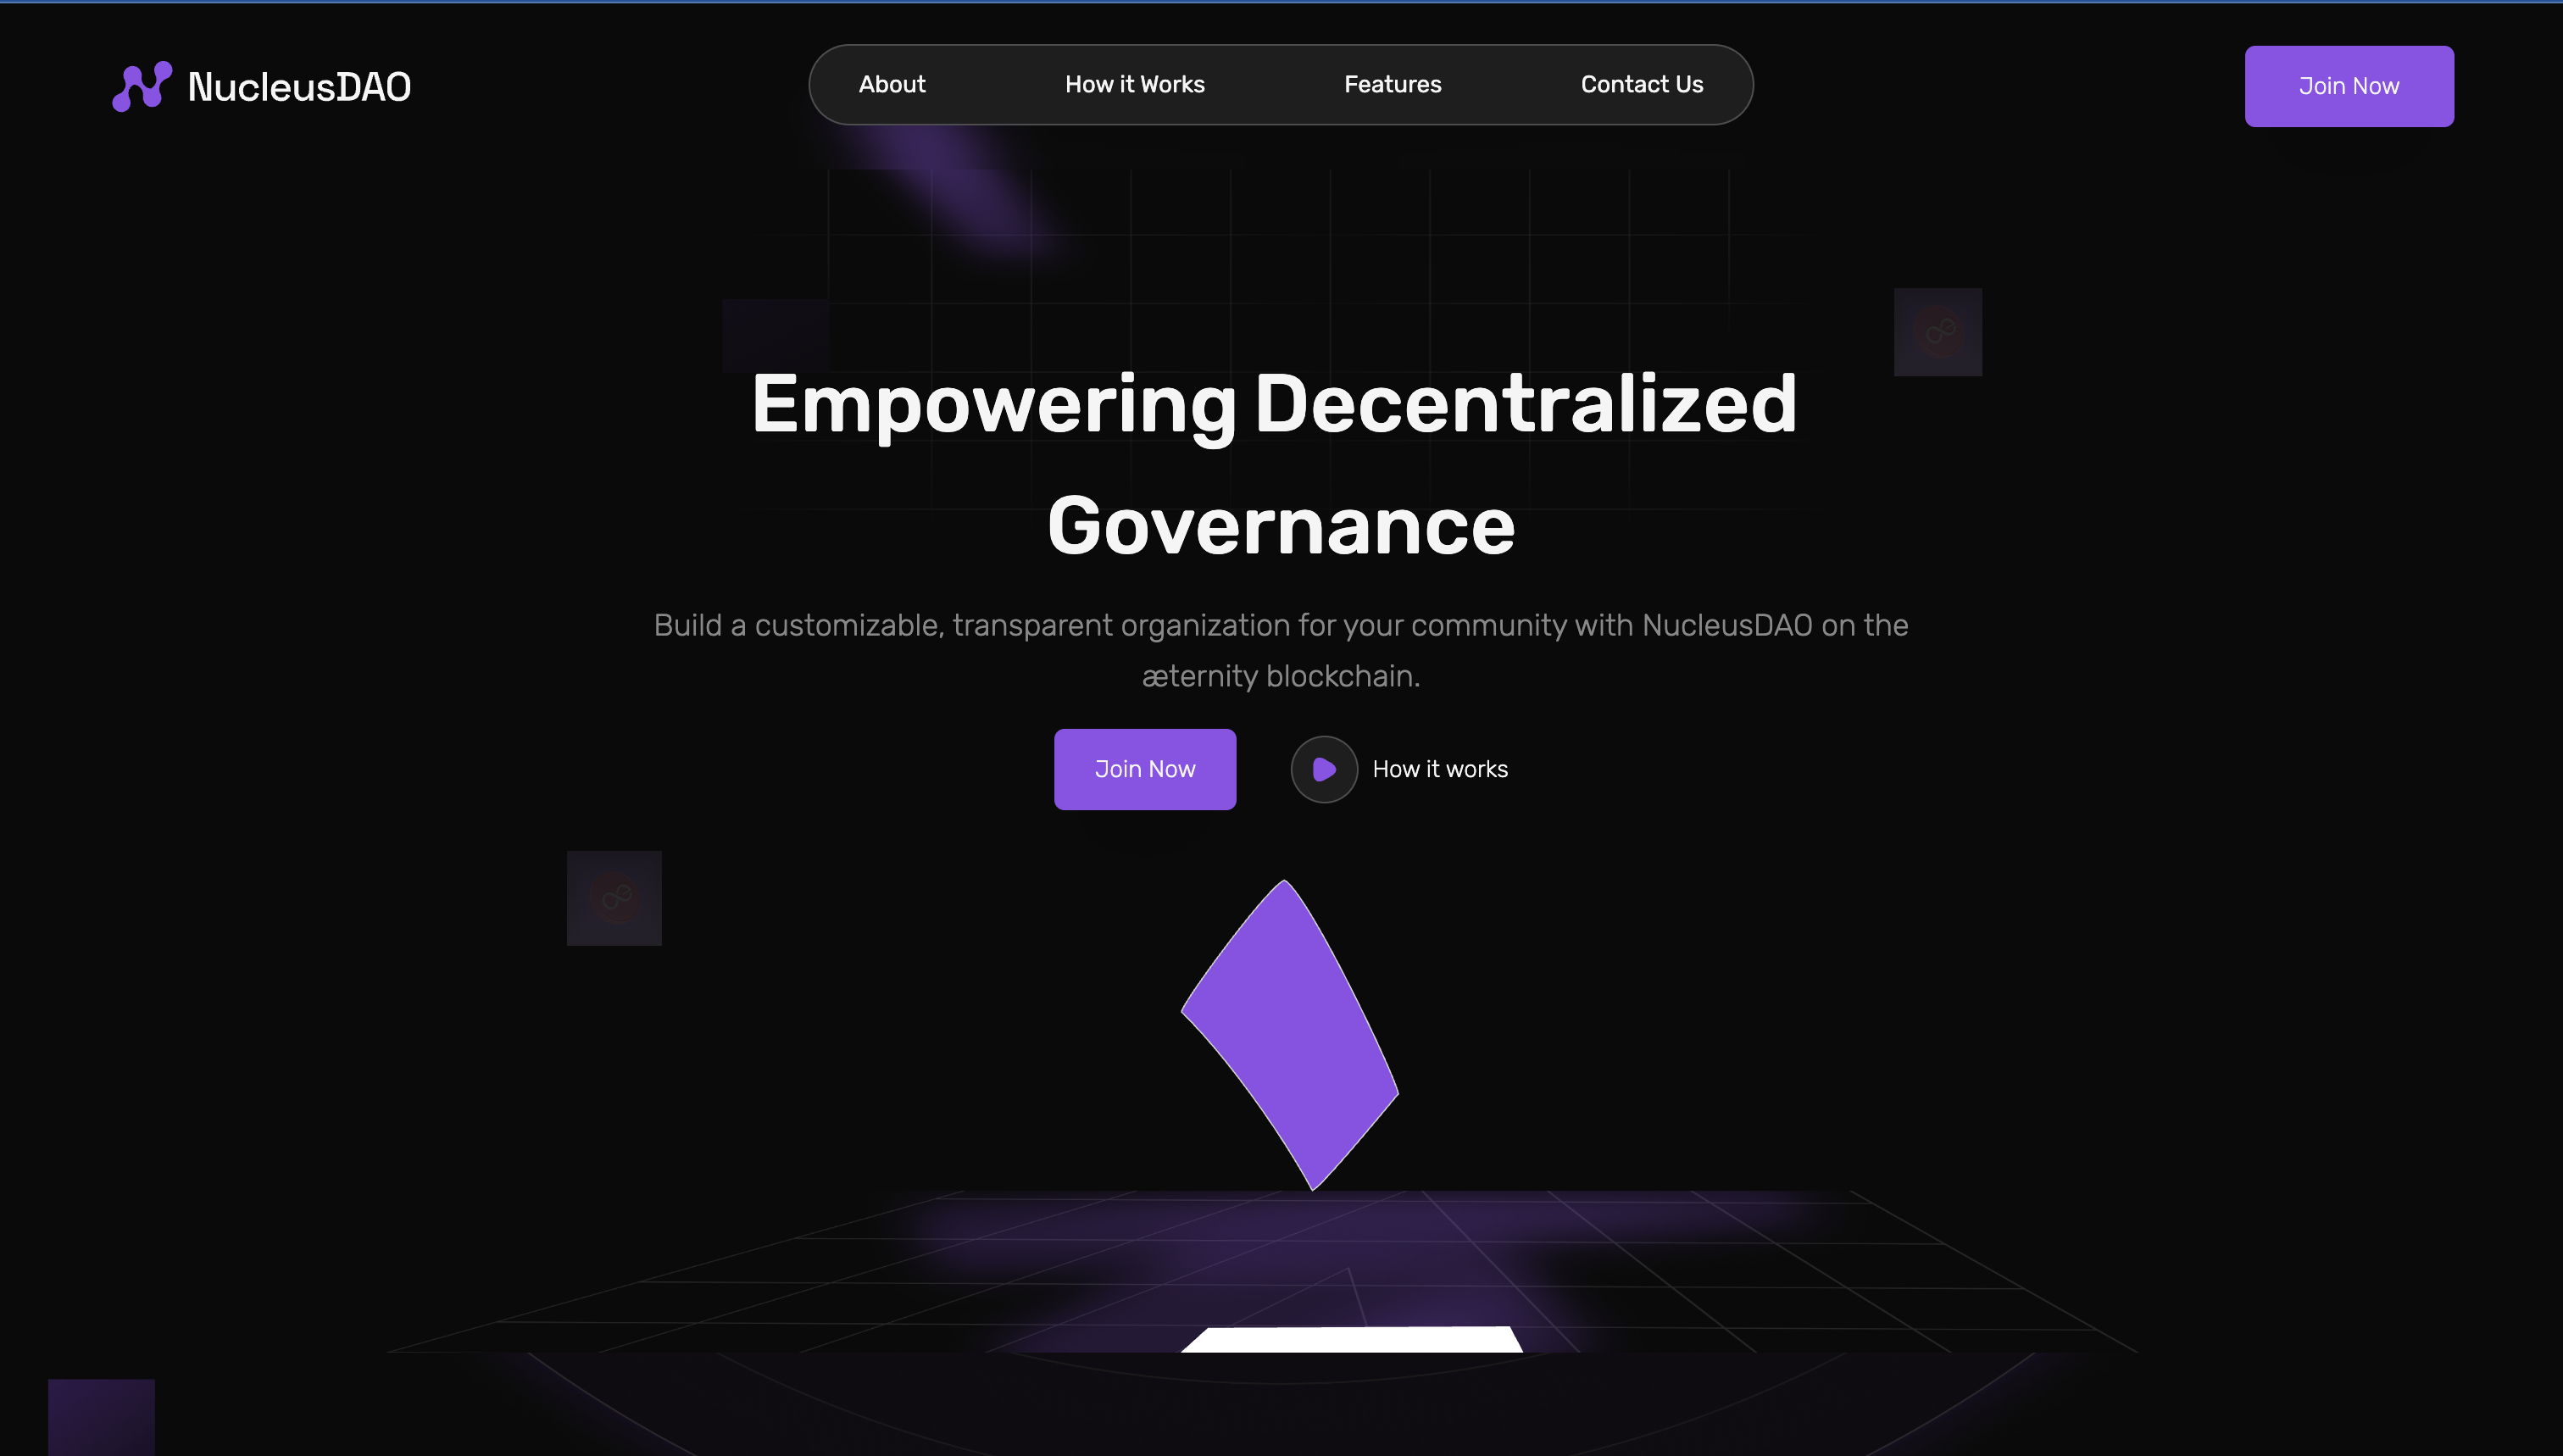 NucleusDAO
About
How it Works
Features
Contact Us
Join Now
Empowering Decentralized
Governance
Build a customizable, transparent organization for your community with NucleusDAO on the
æternity blockchain.
Join Now
How it works